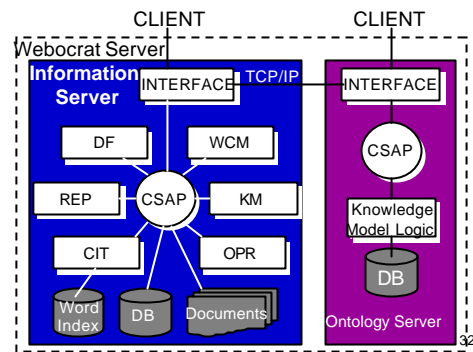 CLIENT
CLIENT
Webocrat Server
Information
Server
INTERFACE
TCP/IP
INTERFACE
DF
WCM
CSAP
REP
CSAP
KM
Knowledge
Model Logic
CIT
OPR
DB
Word
Index
DB
Documents
Ontology Server